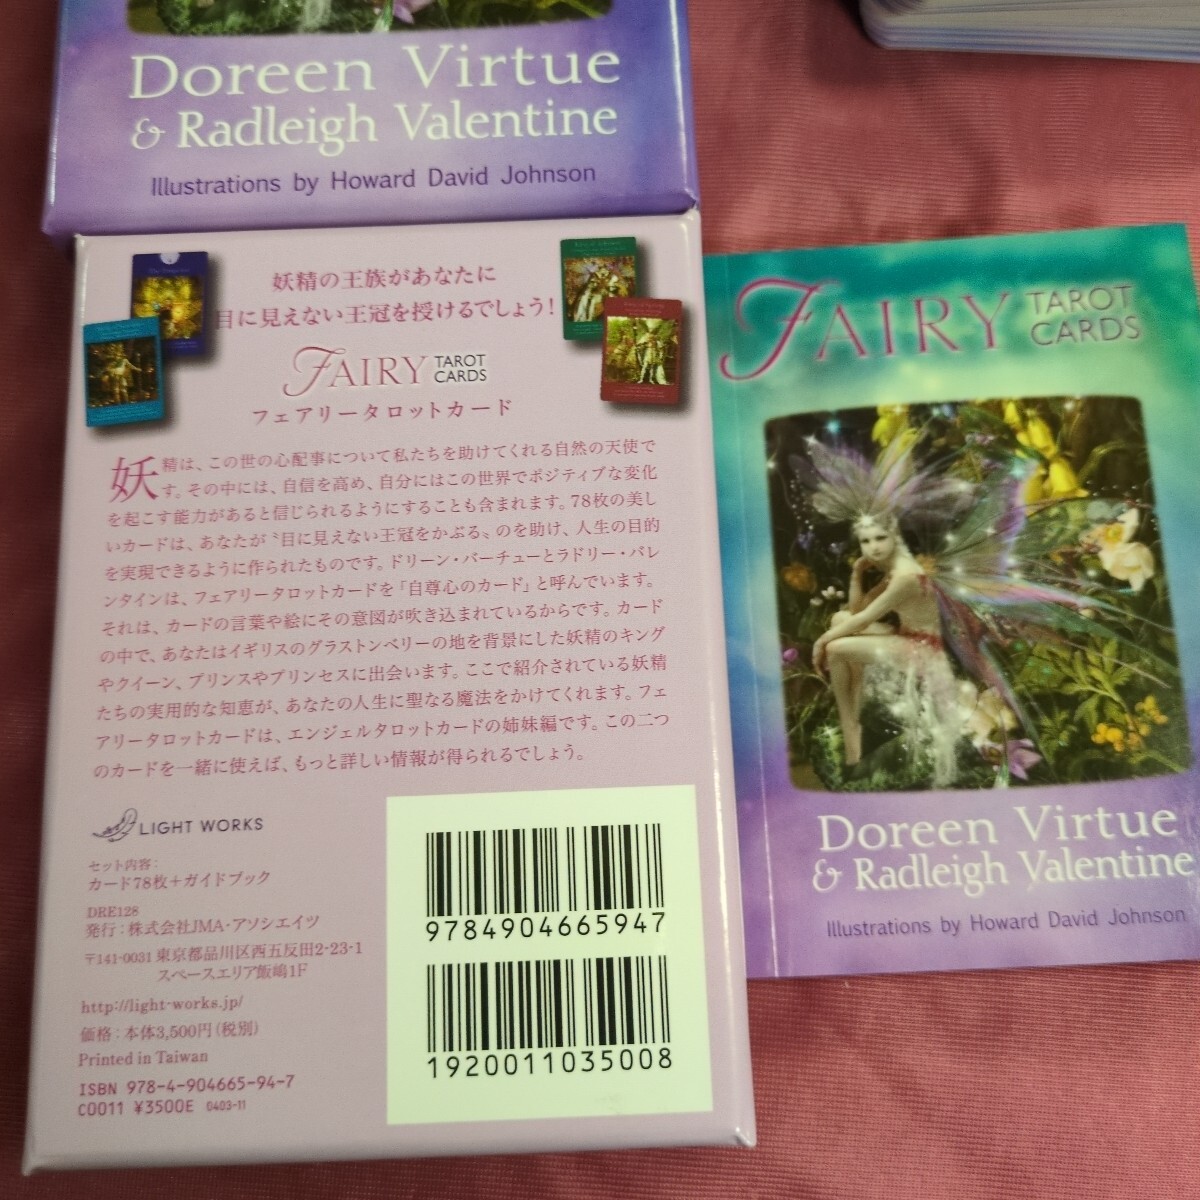 Doreen Virtue
& Radleigh Valentine
Illustrations by Howard David Johnson
妖精の王族があなたに
目に見えない王冠を授けるでしょう!
FAIRY TAROT CARDS
フェアリータロットカード
妖精は、この世の心配事について私たちを助けてくれる自然の天使で
す。その中には、自信を高め、自分にはこの世界でポジティブな変化
を起こす能力があると信じられるようにすることも含まれます。78枚の美し
いカードは、あなたが〝目に見えない王冠をかぶる〟のを助け、人生の目的
を実現できるように作られたものです。ドリーン・バーチューとラドリー・バレ
ンタインは、フェアリータロットカードを「自尊心のカード」と呼んでいます。
それは、カードの言葉や絵にその意図が吹き込まれているからです。カード
の中で、あなたはイギリスのグラストンベリーの地を背景にした妖精のキング
やクイーン、プリンスやプリンセスに出会います。ここで紹介されている妖精
たちの実用的な知恵が、あなたの人生に聖なる魔法をかけてくれます。フェ
アリータロットカードは、エンジェルタロットカードの姉妹編です。この二つ
のカードを一緒に使えば、もっと詳しい情報が得られるでしょう。
LIGHT WORKS
セット内容:
カード78枚+ガイドブック
DRE128
発行:株式会社JMA・アソシエイツ
〒141-0031 東京都品川区西五反田2-23-1
スペースエリア飯嶋1F
http://light-works.jp/
価格:本体3,500円(税別)
Printed in Taiwan
ISBN 978-4-904665-94-7
C0011 ¥3500E 0403-11
9784904665947
1920011035008
FAIRY TAROT CARDS
Doreen Virtue
& Radleigh Valentine
Illustrations by Howard David Johnson